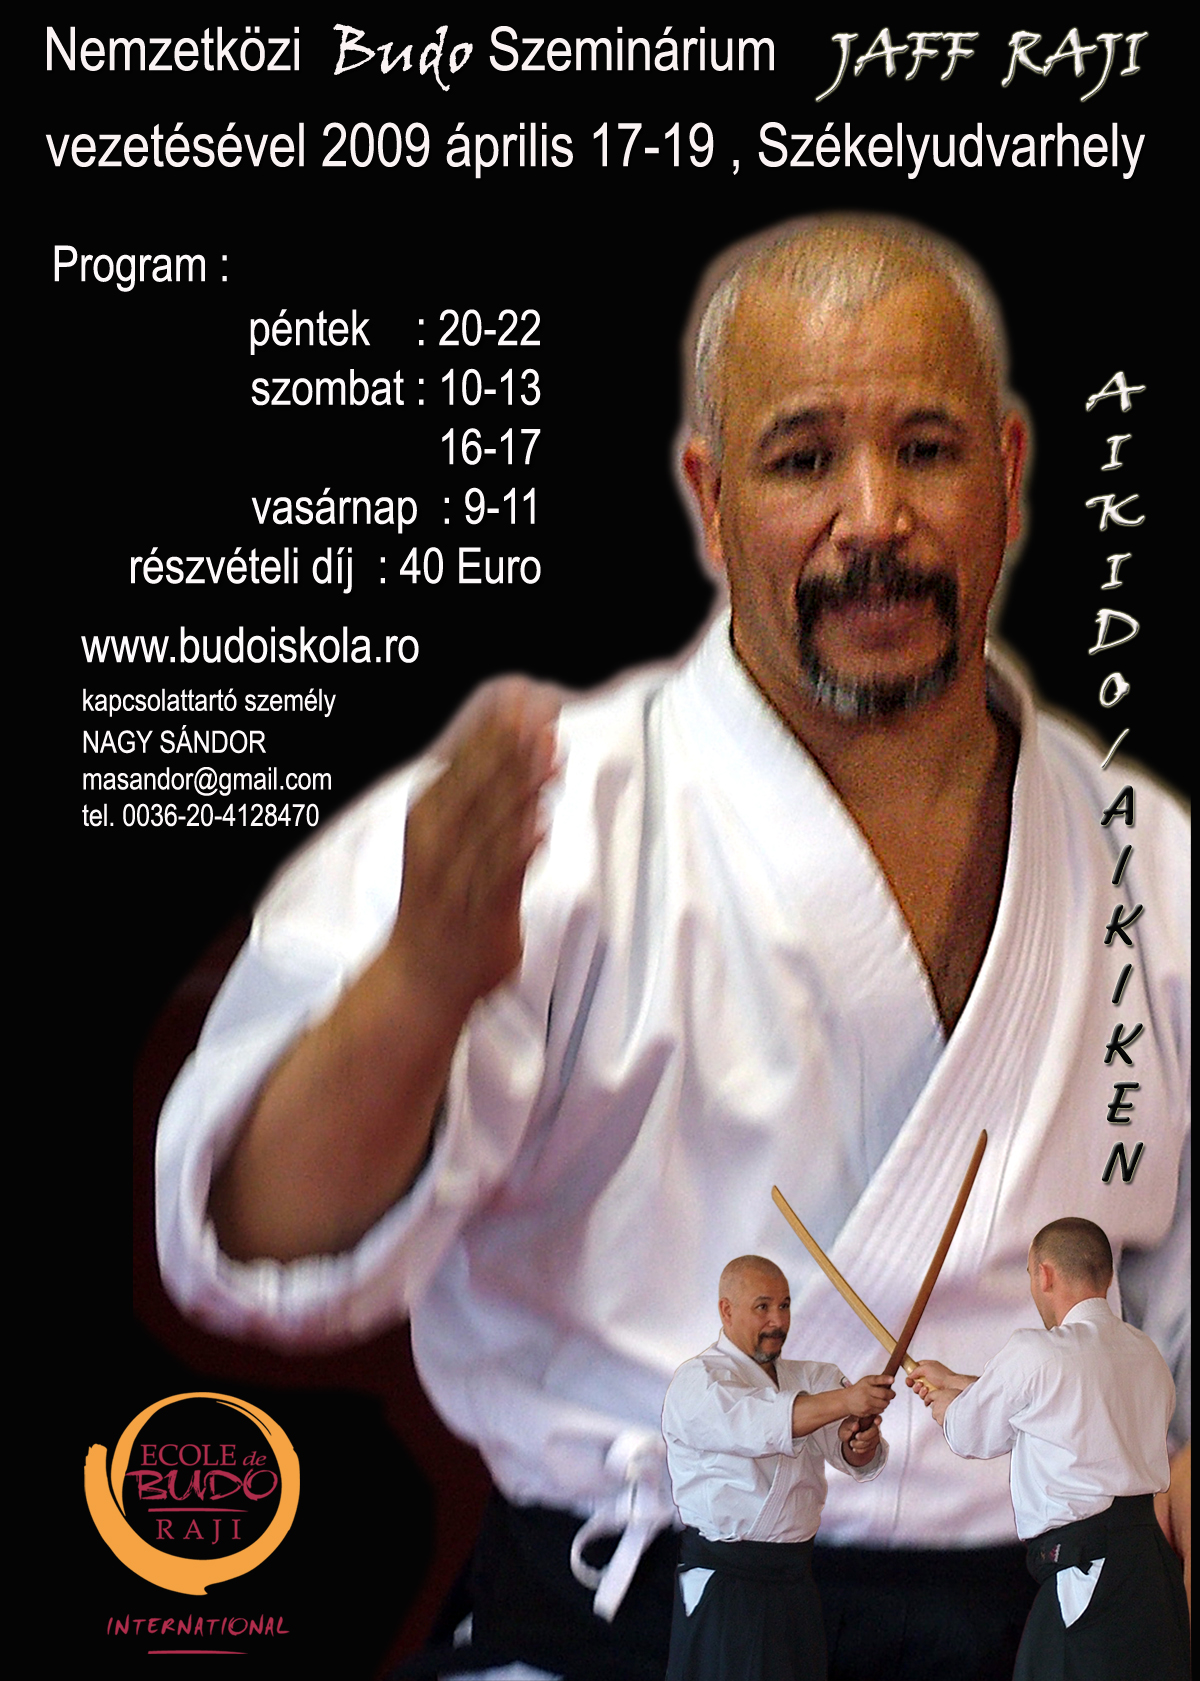 Nemzetközi Budo Szeminárium JAFF RAJI
vezetésével 2009 április 17-19 , Székelyudvarhely
Program :
péntek : 20-22
szombat : 10-13
16-17
vasárnap : 9-11
részvételi díj : 40 Euro
www.budoiskola.ro
kapcsolattartó személy
NAGY SÁNDOR
masandor@gmail.com
tel. 0036-20-4128470
AIKIDO/AIKIKEN
ECOLE de
BUDO
RAJI
INTERNATIONAL